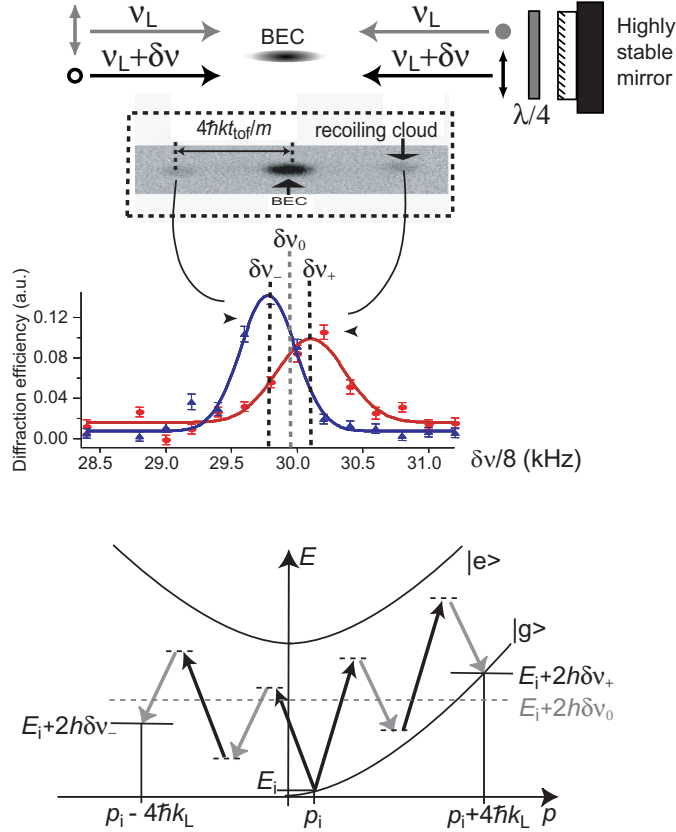 ν_L ν_L
BEC
ν_L+δν ν_L+δν
Highly
stable
mirror
λ/4
4ħkt_tof/m
recoiling cloud
BEC
δν_0
δν_- δν_+
Diffraction efficiency (a.u.)
0.12
0.08
0.04
0.00
28.5 29.0 29.5 30.0 30.5 31.0
δν/8 (kHz)
E
|e>
|g>
E_i+2hδν_+
E_i+2hδν_0
E_i+2hδν_-
E_i
p_i - 4ħk_L p_i p_i+4ħk_L p